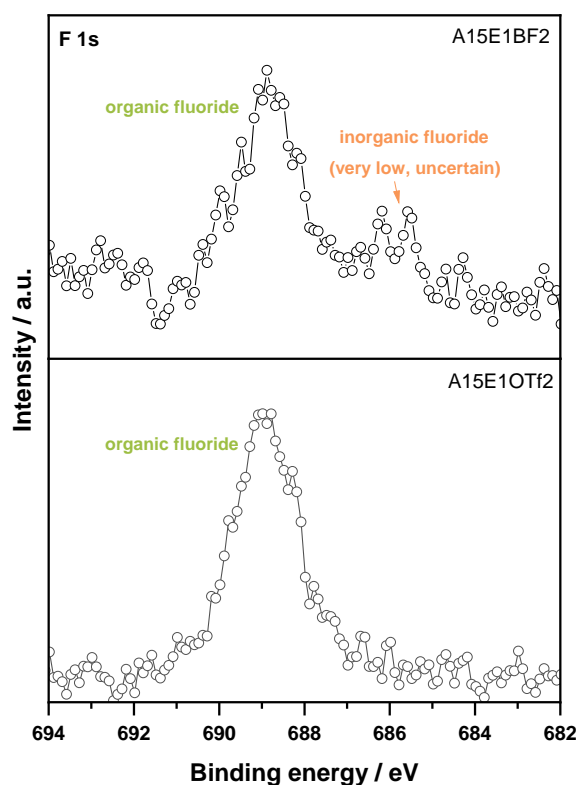 F 1s
A15E1BF2
organic fluoride
inorganic fluoride
(very low, uncertain)
A15E1OTf2
organic fluoride
Intensity / a.u.
694 692 690 688 686 684 682
Binding energy / eV